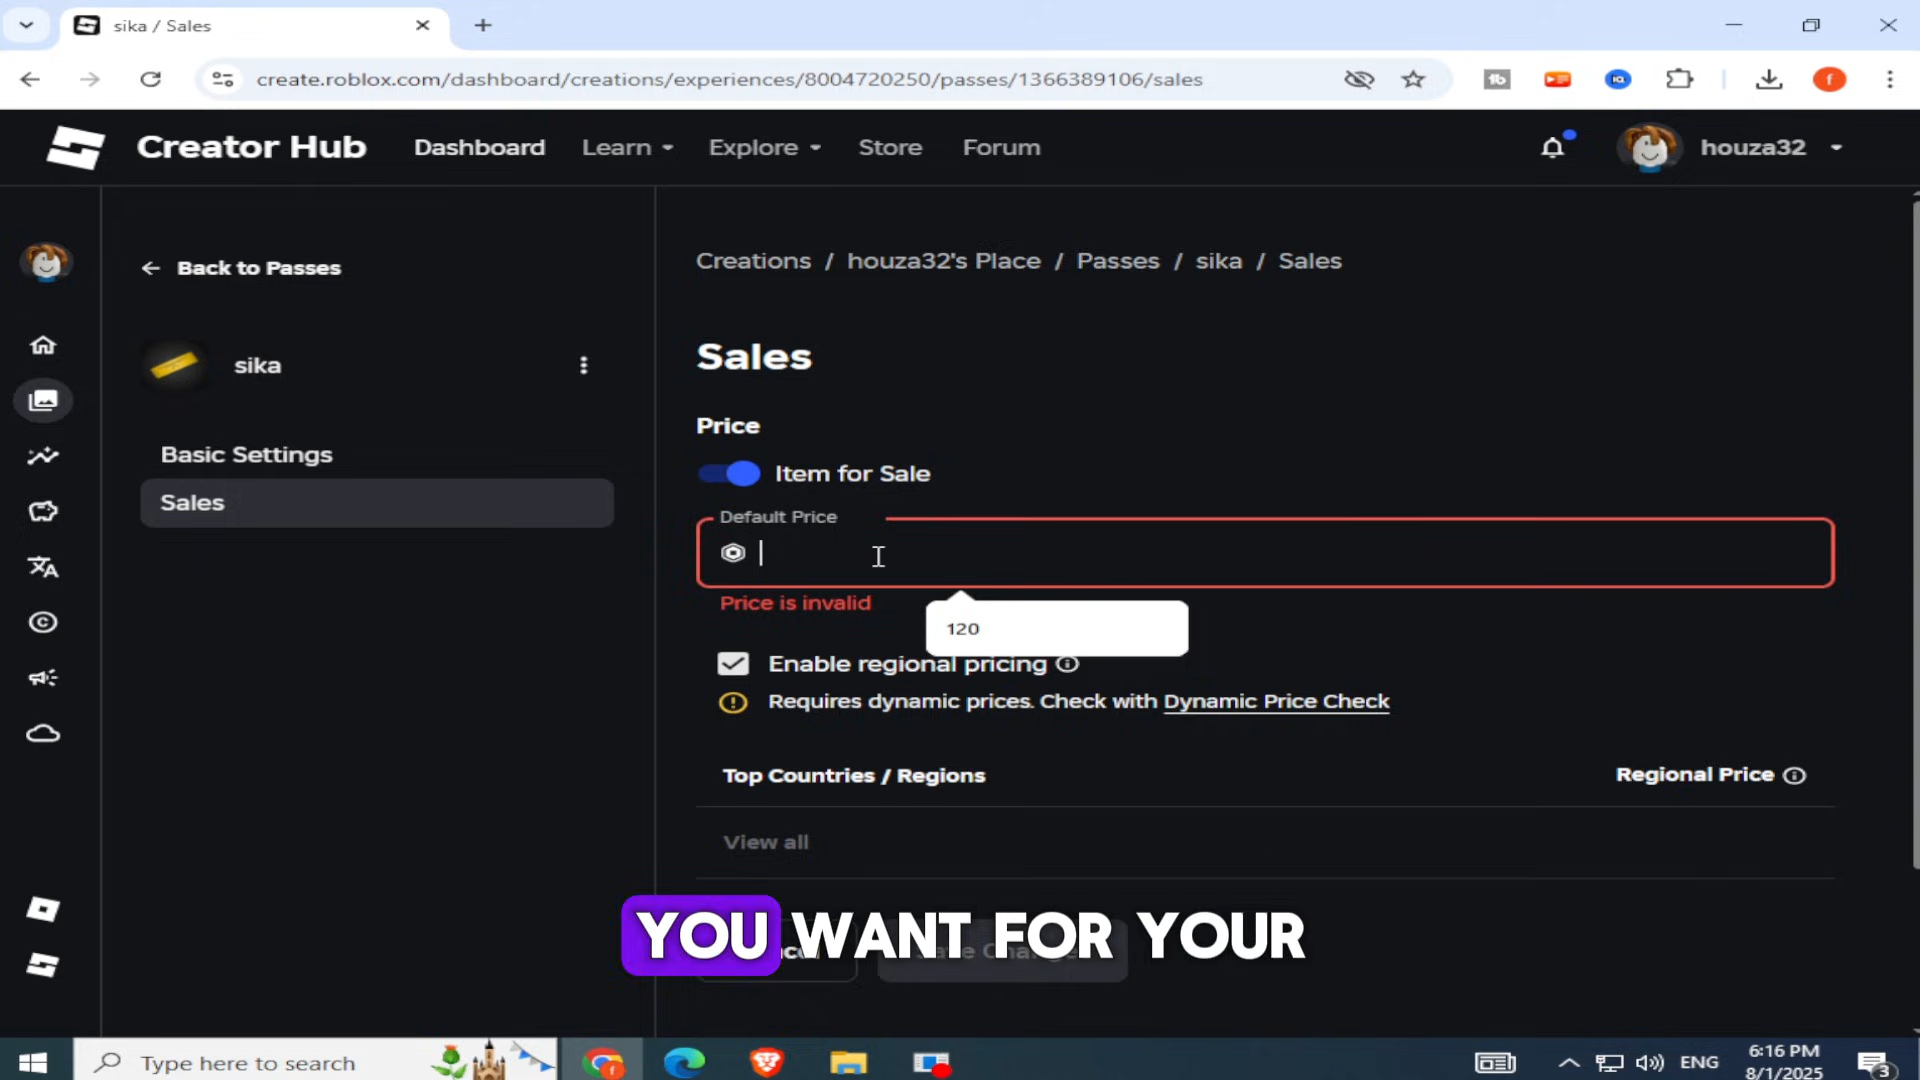 sika / Sales
create.roblox.com/dashboard/creations/experiences/8004720250/passes/1366389106/sales
Creator Hub Dashboard Learn Explore Store Forum houza32
Back to Passes
sika
Basic Settings
Sales
Creations / houza32's Place / Passes / sika / Sales
Sales
Price
Item for Sale
Default Price
Price is invalid
120
Enable regional pricing
Requires dynamic prices. Check with Dynamic Price Check
Top Countries / Regions Regional Price
View all
YOU WANT FOR YOUR
Type here to search
ENG
6:16 PM
8/1/2025
3